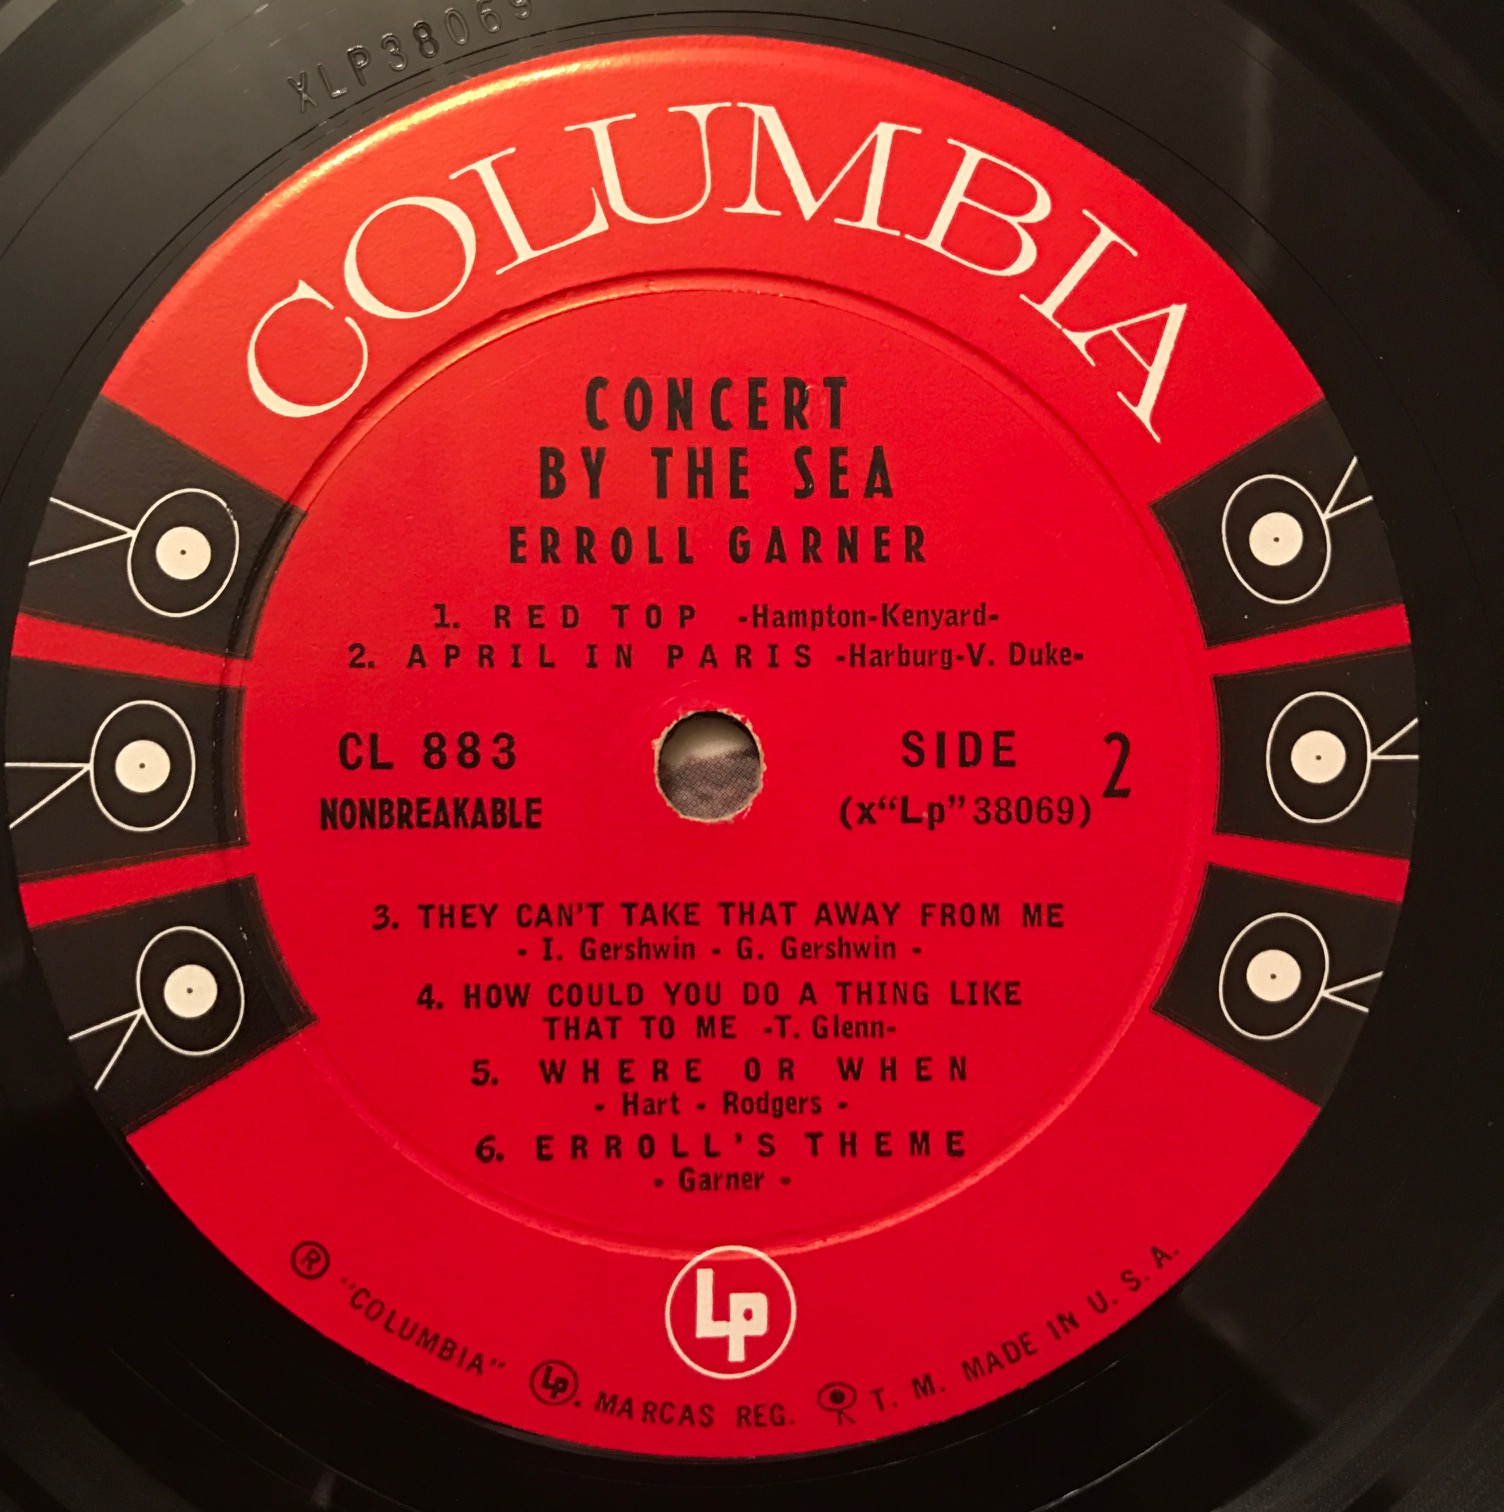 XLP38069
COLUMBIA
CONCERT
BY THE SEA
ERROLL GARNER
1. RED TOP -Hampton-Kenyard-
2. APRIL IN PARIS -Harburg-V. Duke-
CL 883
NONBREAKABLE
SIDE 2
(x“Lp”38069)
3. THEY CAN'T TAKE THAT AWAY FROM ME
- I. Gershwin - G. Gershwin -
4. HOW COULD YOU DO A THING LIKE
THAT TO ME -T. Glenn-
5. WHERE OR WHEN
- Hart - Rodgers -
6. ERROLL'S THEME
- Garner -
Lp
® "COLUMBIA" Lp. MARCAS REG. T. M. MADE IN U. S. A.